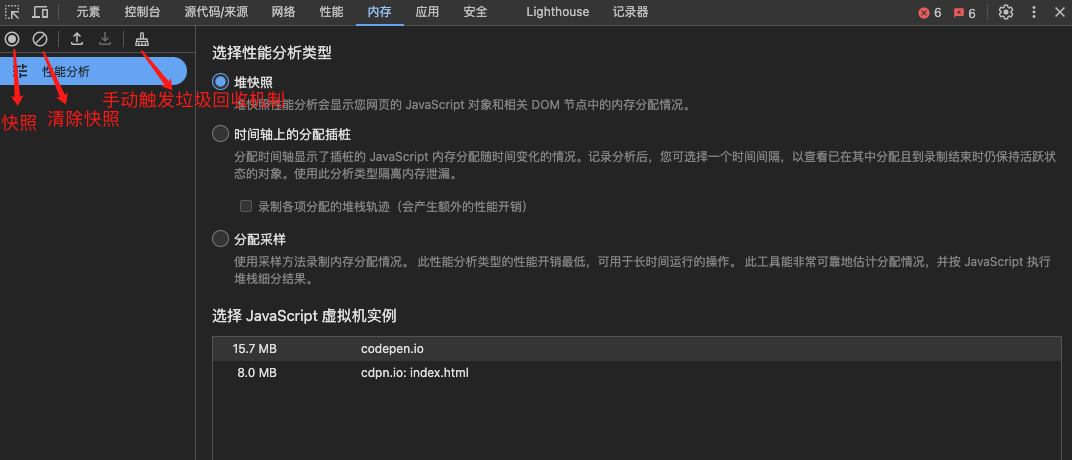 元素 控制台 源代码/来源 网络 性能 内存 应用 安全 Lighthouse 记录器 6 6
性能分析
快照
清除快照
手动触发垃圾回收机制
选择性能分析类型
堆快照
堆快照性能分析会显示您网页的 JavaScript 对象和相关 DOM 节点中的内存分配情况。
时间轴上的分配插桩
分配时间轴显示了插桩的 JavaScript 内存分配随时间变化的情况。记录分析后，您可选择一个时间间隔，以查看已在其中分配且到录制结束时仍保持活跃状
态的对象。使用此分析类型隔离内存泄漏。
录制各项分配的堆栈轨迹（会产生额外的性能开销）
分配采样
使用采样方法录制内存分配情况。 此性能分析类型的性能开销最低，可用于长时间运行的操作。 此工具能非常可靠地估计分配情况，并按 JavaScript 执行
堆栈细分结果。
选择 JavaScript 虚拟机实例
15.7 MB codepen.io
8.0 MB cdpn.io: index.html